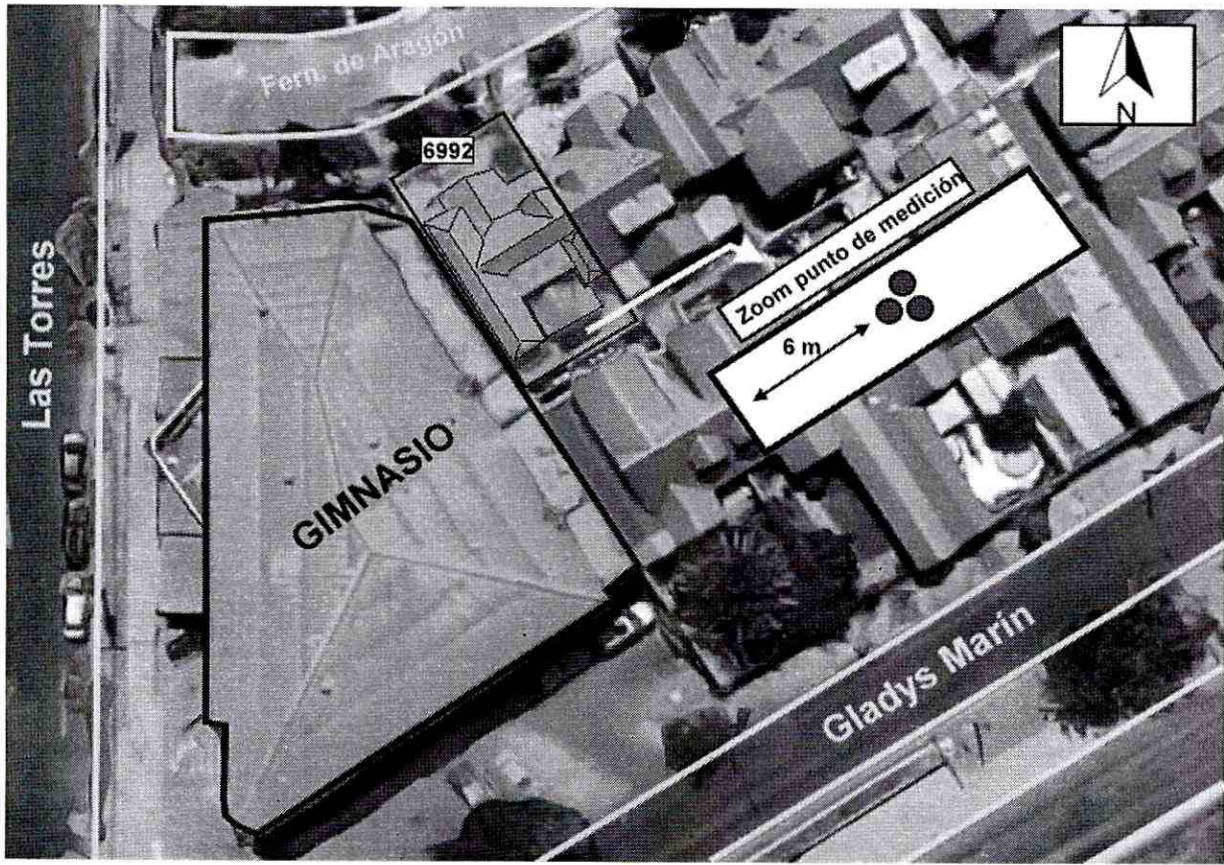 Fern. de Aragón
N
6992
Zoom punto de medición
6 m
Las Torres
GIMNASIO
Gladys Marín